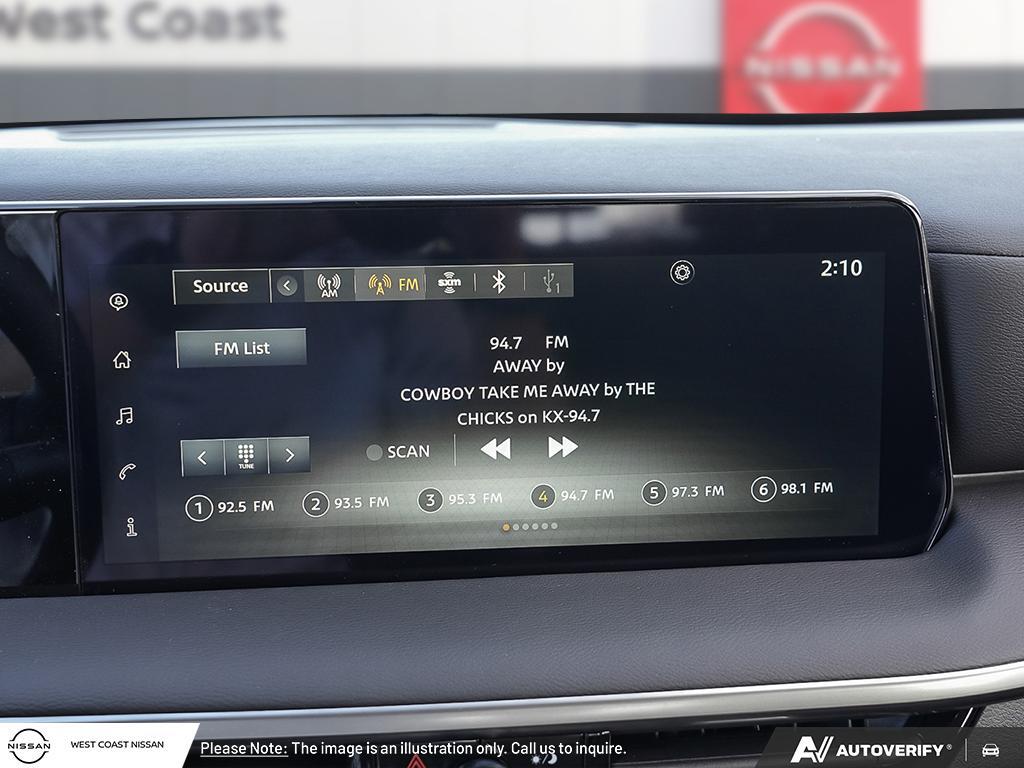 West Coast
NISSAN
2:10
Source
AM
FM
sxm
1
FM List
94.7 FM
AWAY by
COWBOY TAKE ME AWAY by THE
CHICKS on KX-94.7
TUNE
SCAN
1 92.5 FM
2 93.5 FM
3 95.3 FM
4 94.7 FM
5 97.3 FM
6 98.1 FM
NISSAN
WEST COAST NISSAN
Please Note: The image is an illustration only. Call us to inquire.
AUTOVERIFY